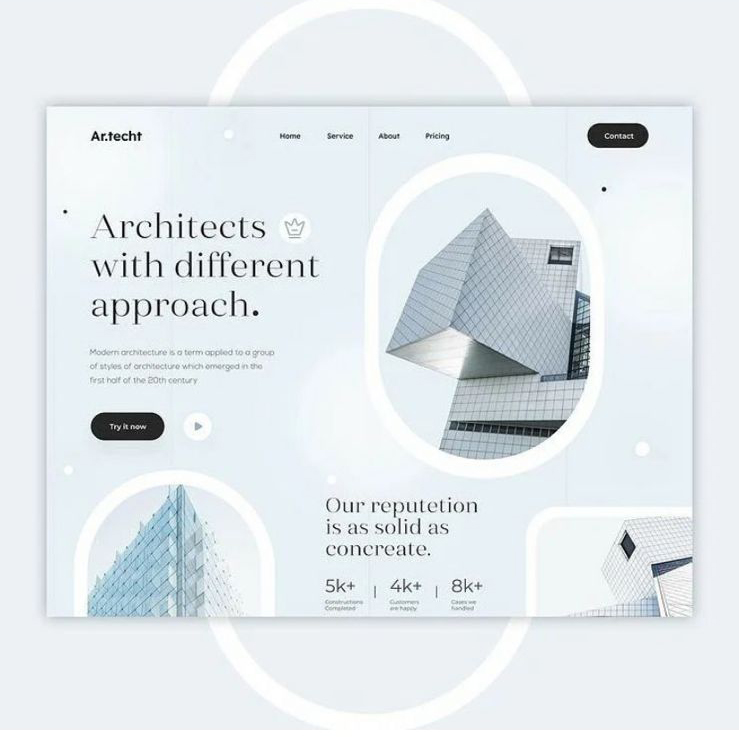 Ar.techt
Home Service About Pricing
Contact
Architects
with different
approach.
Modern architecture is a term applied to a group
of styles of architecture which emerged in the
first half of the 20th century
Try it now
Our reputetion
is as solid as
concreate.
5k+ | 4k+ | 8k+
Constructions Customers Cases we
Completed are happy handled